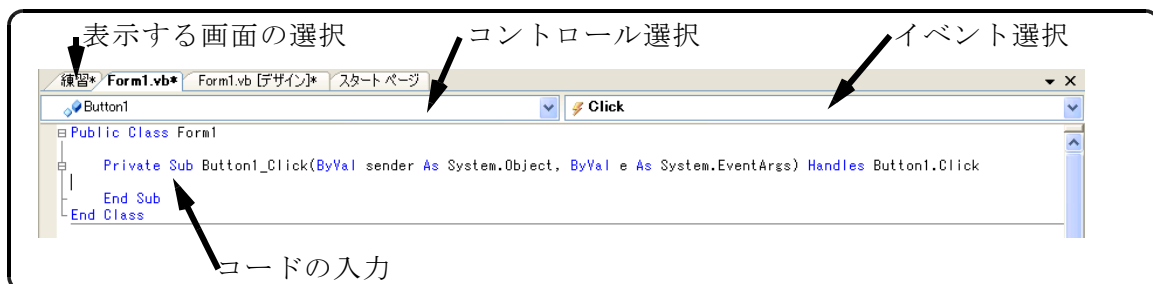 表示する画面の選択 コントロール選択 イベント選択
練習* Form1.vb* Form1.vb [デザイン]* スタート ページ
Button1 Click
Public Class Form1
Private Sub Button1_Click(ByVal sender As System.Object, ByVal e As System.EventArgs) Handles Button1.Click
End Sub
End Class
コードの入力